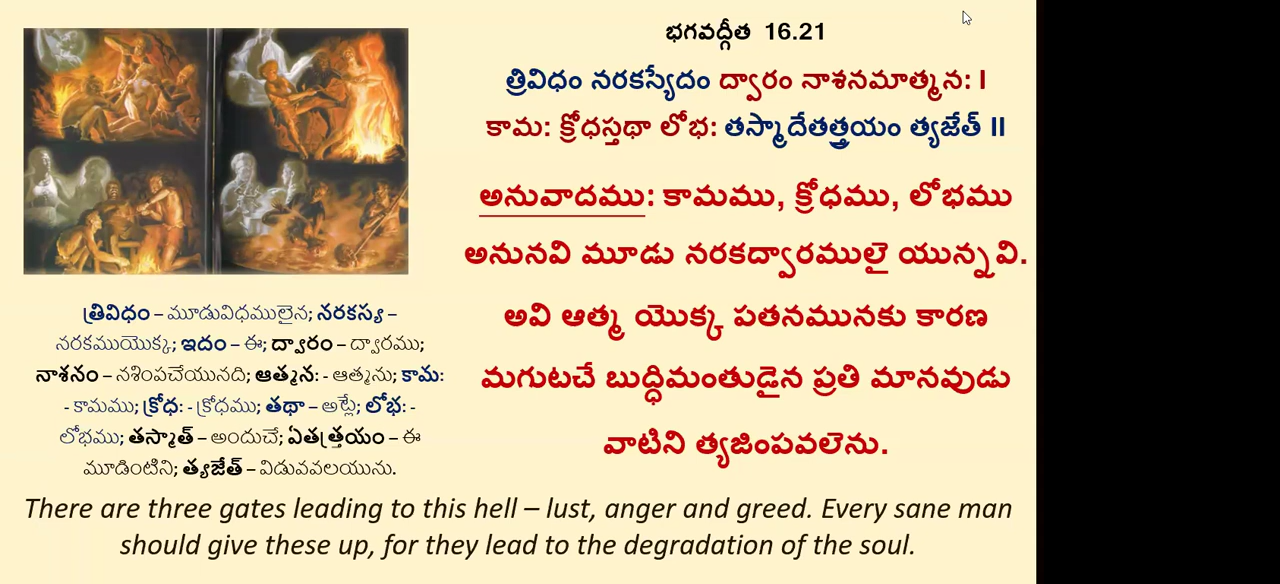 భగవద్గీత 16.21
త్రివిధం నరకస్యేదం ద్వారం నాశనమాత్మన: I
కామ: క్రోధస్తథా లోభ: తస్మాదేతత్త్రయం త్యజేత్ II
అనువాదము: కామము, క్రోధము, లోభము
అనునవి మూడు నరకద్వారములై యున్నవి.
అవి ఆత్మ యొక్క పతనమునకు కారణ
మగుటచే బుద్ధిమంతుడైన ప్రతి మానవుడు
వాటిని త్యజింపవలెను.
త్రివిధం – మూడువిధములైన; నరకస్య –
నరకముయొక్క; ఇదం – ఈ; ద్వారం – ద్వారము;
నాశనం – నశింపచేయునది; ఆత్మన: - ఆత్మను; కామ:
- కామము; క్రోధ: - క్రోధము; తథా – అట్లే; లోభ: -
లోభము; తస్మాత్ – అందుచే; ఏతత్త్రయం – ఈ
మూడింటిని; త్యజేత్ – విడువవలయును.
There are three gates leading to this hell – lust, anger and greed. Every sane man
should give these up, for they lead to the degradation of the soul.